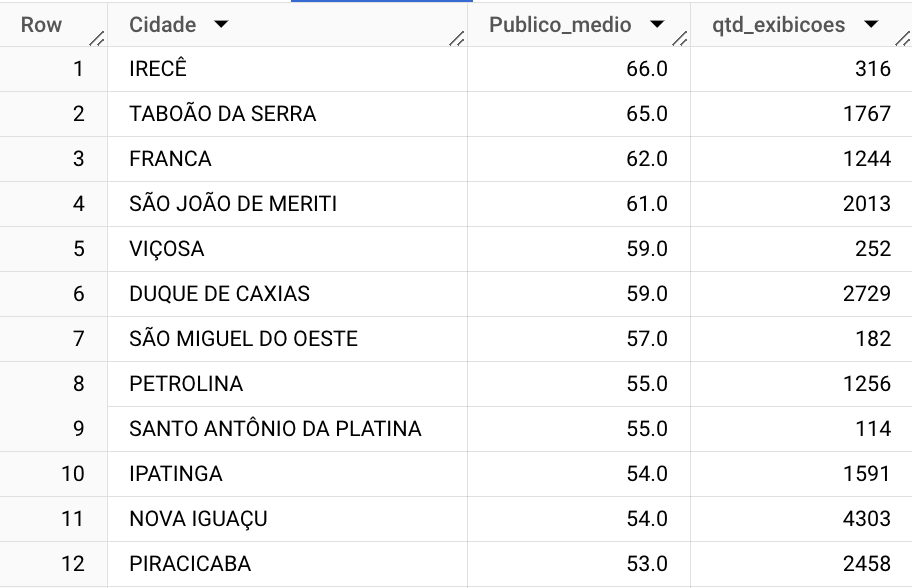 Row Cidade Publico_medio qtd_exibicoes
1 IRECÊ 66.0 316
2 TABOÃO DA SERRA 65.0 1767
3 FRANCA 62.0 1244
4 SÃO JOÃO DE MERITI 61.0 2013
5 VIÇOSA 59.0 252
6 DUQUE DE CAXIAS 59.0 2729
7 SÃO MIGUEL DO OESTE 57.0 182
8 PETROLINA 55.0 1256
9 SANTO ANTÔNIO DA PLATINA 55.0 114
10 IPATINGA 54.0 1591
11 NOVA IGUAÇU 54.0 4303
12 PIRACICABA 53.0 2458